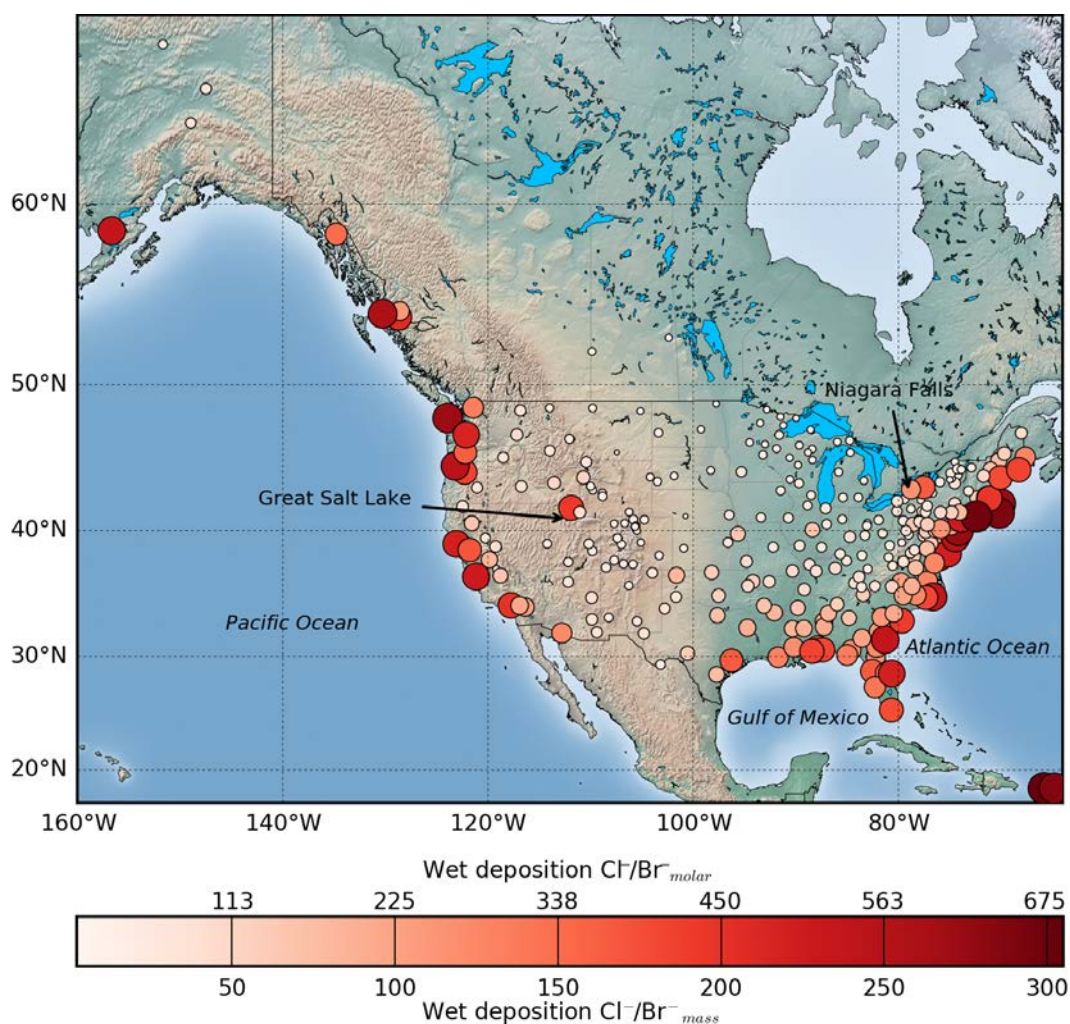 60°N
50°N
Niagara Falls
Great Salt Lake
40°N
Pacific Ocean
Atlantic Ocean
30°N
Gulf of Mexico
20°N
160°W 140°W 120°W 100°W 80°W
Wet deposition Cl⁻/Br⁻molar
113 225 338 450 563 675
50 100 150 200 250 300
Wet deposition Cl⁻/Br⁻mass